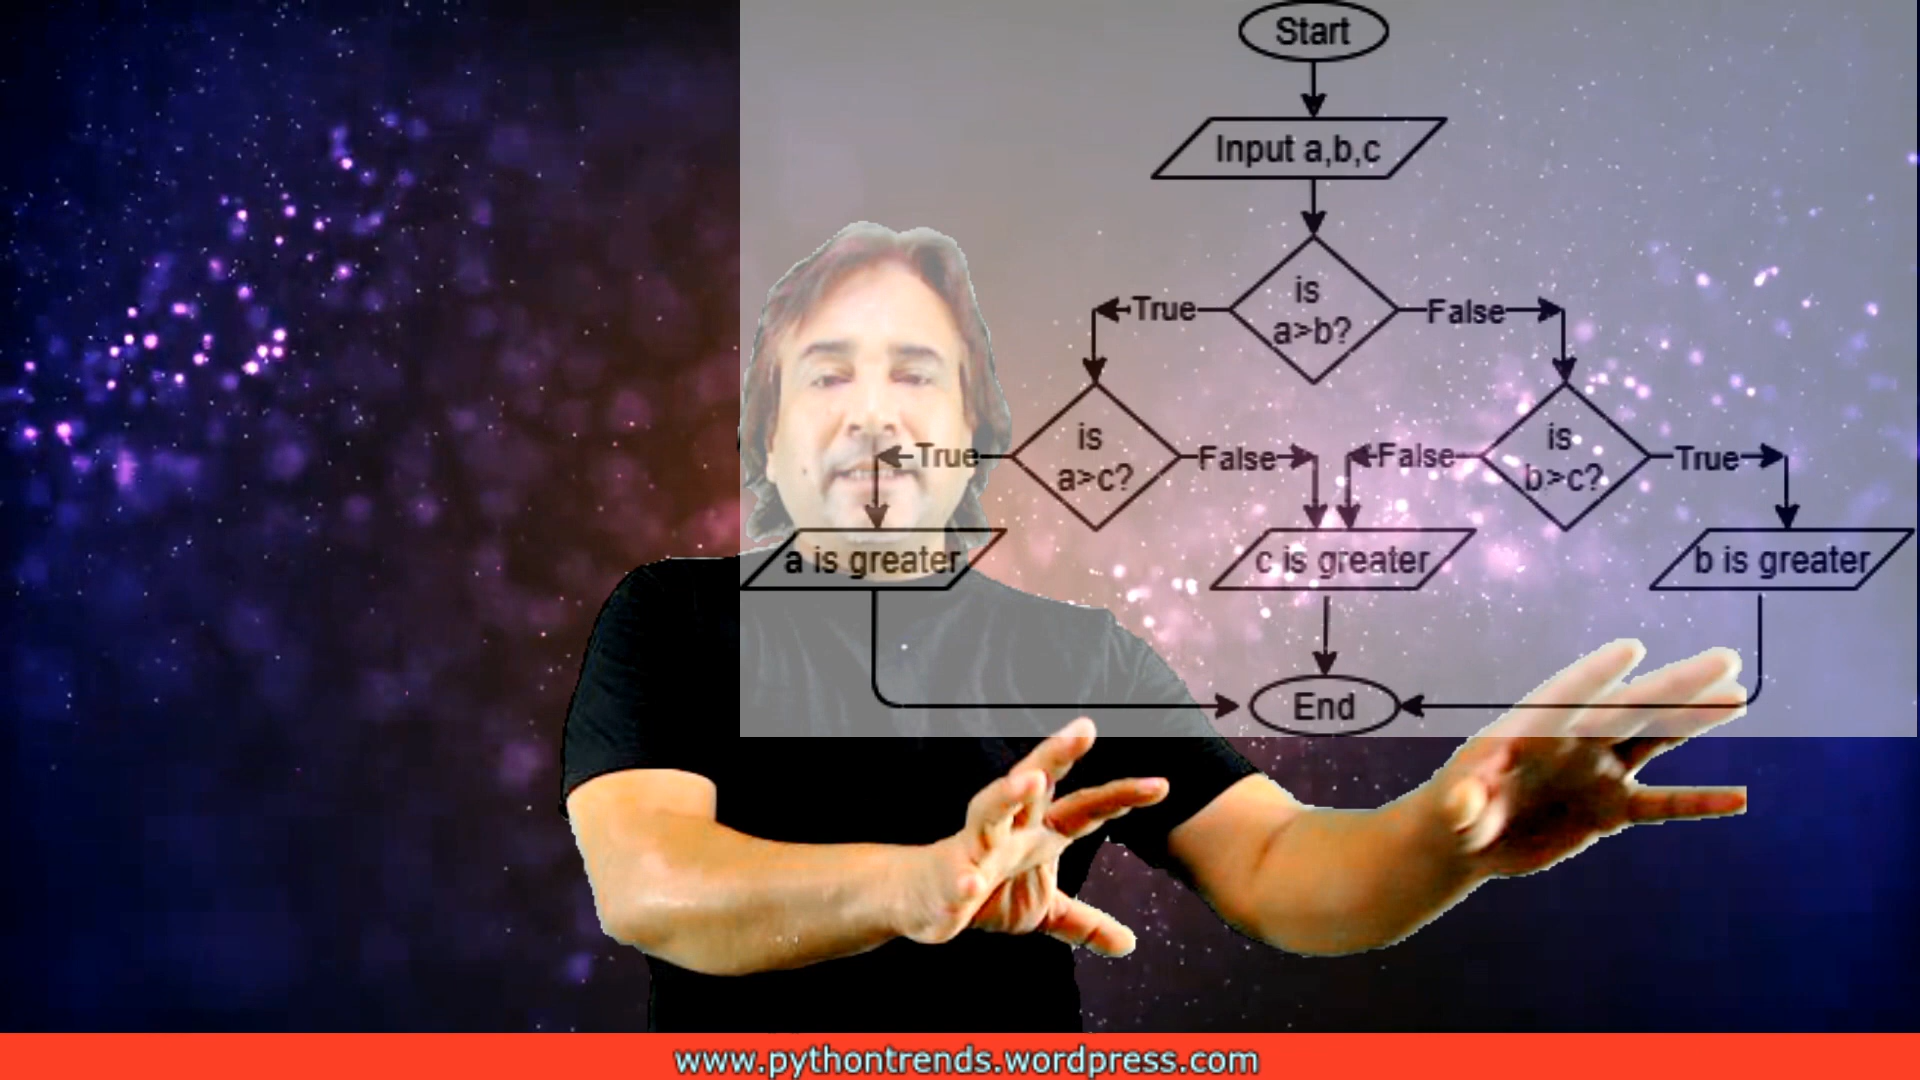 Start
Input a,b,c
is
a>b?
True
False
is
a>c?
is
b>c?
True
False
False
True
a is greater
c is greater
b is greater
End
www.pythontrends.wordpress.com